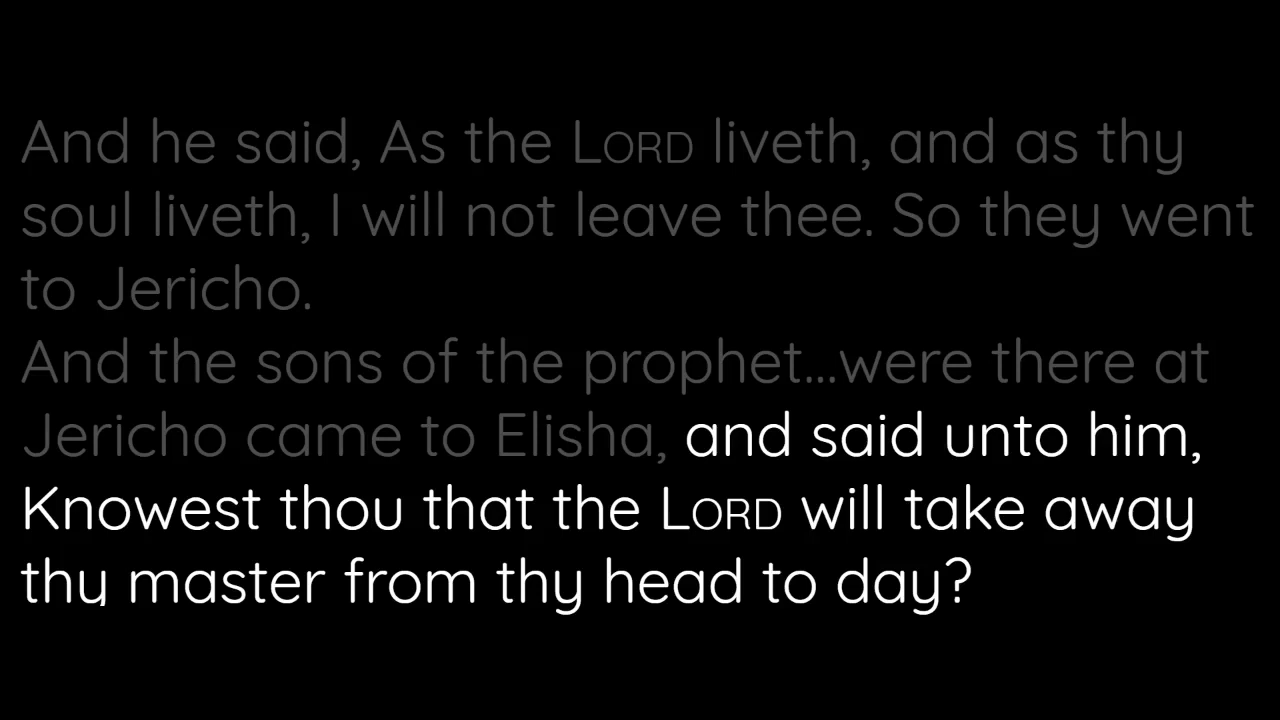 And he said, As the LORD liveth, and as thy
soul liveth, I will not leave thee. So they went
to Jericho.
And the sons of the prophet...were there at
Jericho came to Elisha, and said unto him,
Knowest thou that the LORD will take away
thy master from thy head to day?